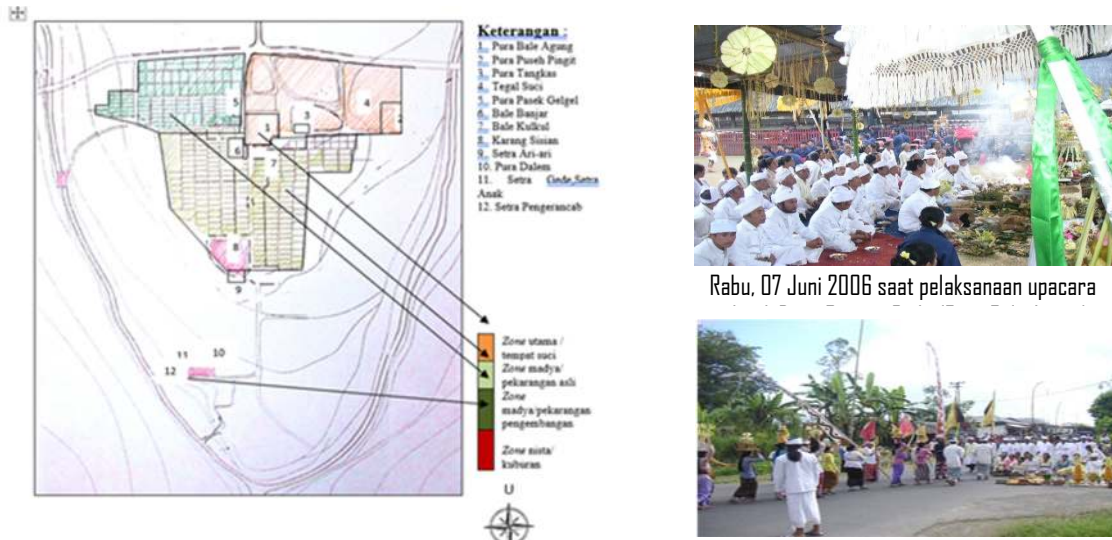 Keterangan :
1. Pura Bale Agung
2. Pura Puseh Pingit
3. Pura Tangkas
4. Tegal Suci
5. Pura Pasek Gelgel
6. Bale Banjar
7. Bale Kulkul
8. Karang Sisian
9. Setra Ari-ari
10. Pura Dalem
11. Setra Gede,Setra
Anak
12. Setra Pengerancab
5
4
3
2
1
6
7
8
9
10
11
12
Zone utama /
tempat suci
Zone madya/
pekarangan asli
Zone
madya/pekarangan
pengembangan
Zone nista/
kuburan
U
Rabu, 07 Juni 2006 saat pelaksanaan upacara